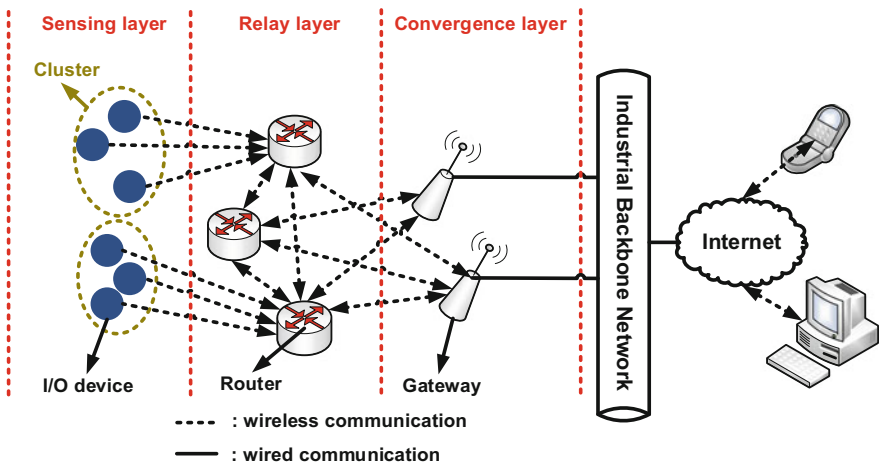 Sensing layer
Relay layer
Convergence layer
Cluster
Industrial Backbone Network
Internet
I/O device
Router
Gateway
: wireless communication
: wired communication